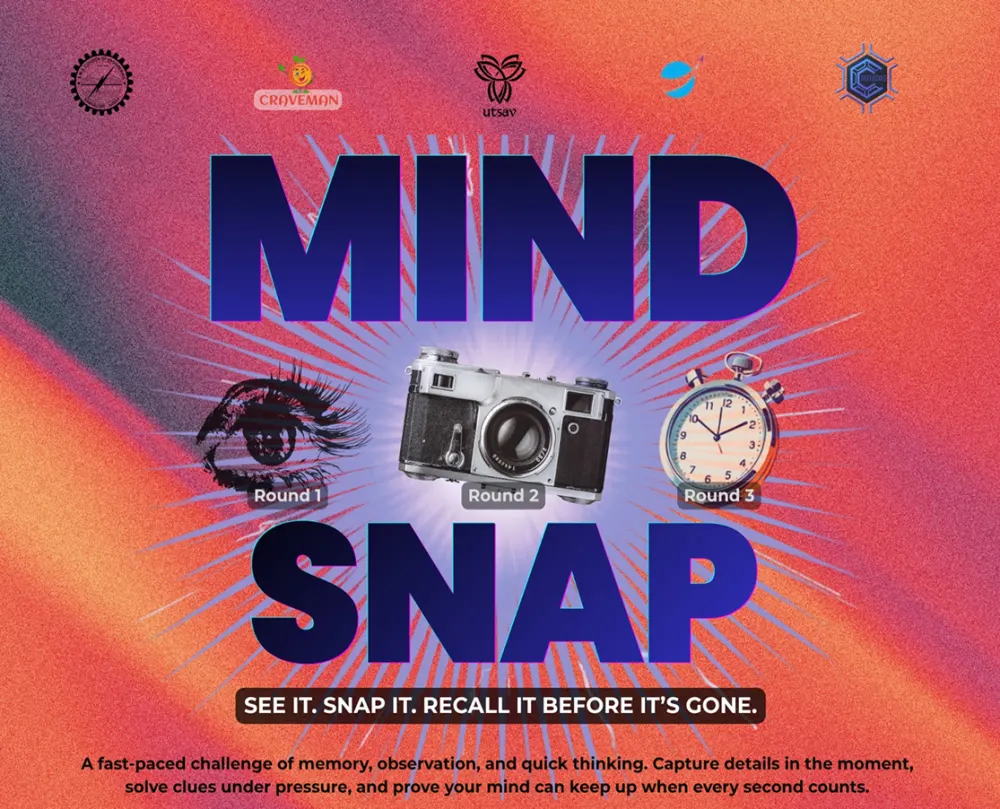 CRAVEMAN
utsav
MIND
Round 1
Round 2
Round 3
SNAP
SEE IT. SNAP IT. RECALL IT BEFORE IT'S GONE.
A fast-paced challenge of memory, observation, and quick thinking. Capture details in the moment,
solve clues under pressure, and prove your mind can keep up when every second counts.